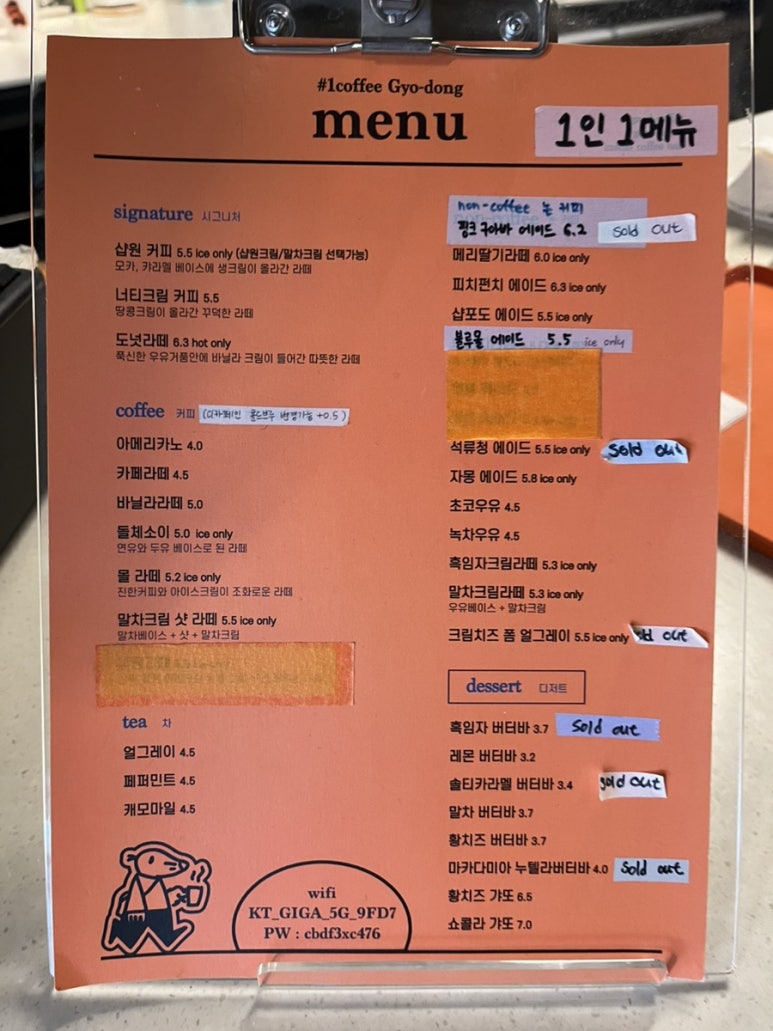 #1coffee Gyo-dong
menu
1인 1메뉴
signature 시그니처
샵원 커피 5.5 ice only (샵원크림/말차크림 선택가능)
모카, 캬라멜 베이스에 생크림이 올라간 라떼
너티크림 커피 5.5
땅콩크림이 올라간 꾸덕한 라떼
도넛라떼 6.3 hot only
푹신한 우유거품안에 바닐라 크림이 들어간 따뜻한 라떼
coffee 커피 (디카페인 콜드브루 변경가능 +0.5)
아메리카노 4.0
카페라떼 4.5
바닐라라떼 5.0
돌체소이 5.0 ice only
연유와 두유 베이스로 된 라떼
몰 라떼 5.2 ice only
진한커피와 아이스크림이 조화로운 라떼
말차크림 샷 라떼 5.5 ice only
말차베이스 + 샷 + 말차크림
tea 차
얼그레이 4.5
페퍼민트 4.5
캐모마일 4.5
wifi
KT_GIGA_5G_9FD7
PW : cbdf3xc476
non-coffee 논 커피
핑크 구아바 에이드 6.2 sold out
메리딸기라떼 6.0 ice only
피치펀치 에이드 6.3 ice only
샵포도 에이드 5.5 ice only
블루몰 에이드 5.5 ice only
석류청 에이드 5.5 ice only sold out
자몽 에이드 5.8 ice only
초코우유 4.5
녹차우유 4.5
흑임자크림라떼 5.3 ice only
말차크림라떼 5.3 ice only
우유베이스 + 말차크림
크림치즈 폼 얼그레이 5.5 ice only old out
dessert 디저트
흑임자 버터바 3.7 sold out
레몬 버터바 3.2
솔티카라멜 버터바 3.4 sold out
말차 버터바 3.7
황치즈 버터바 3.7
마카다미아 누텔라버터바 4.0 sold out
황치즈 갸또 6.5
쇼콜라 갸또 7.0